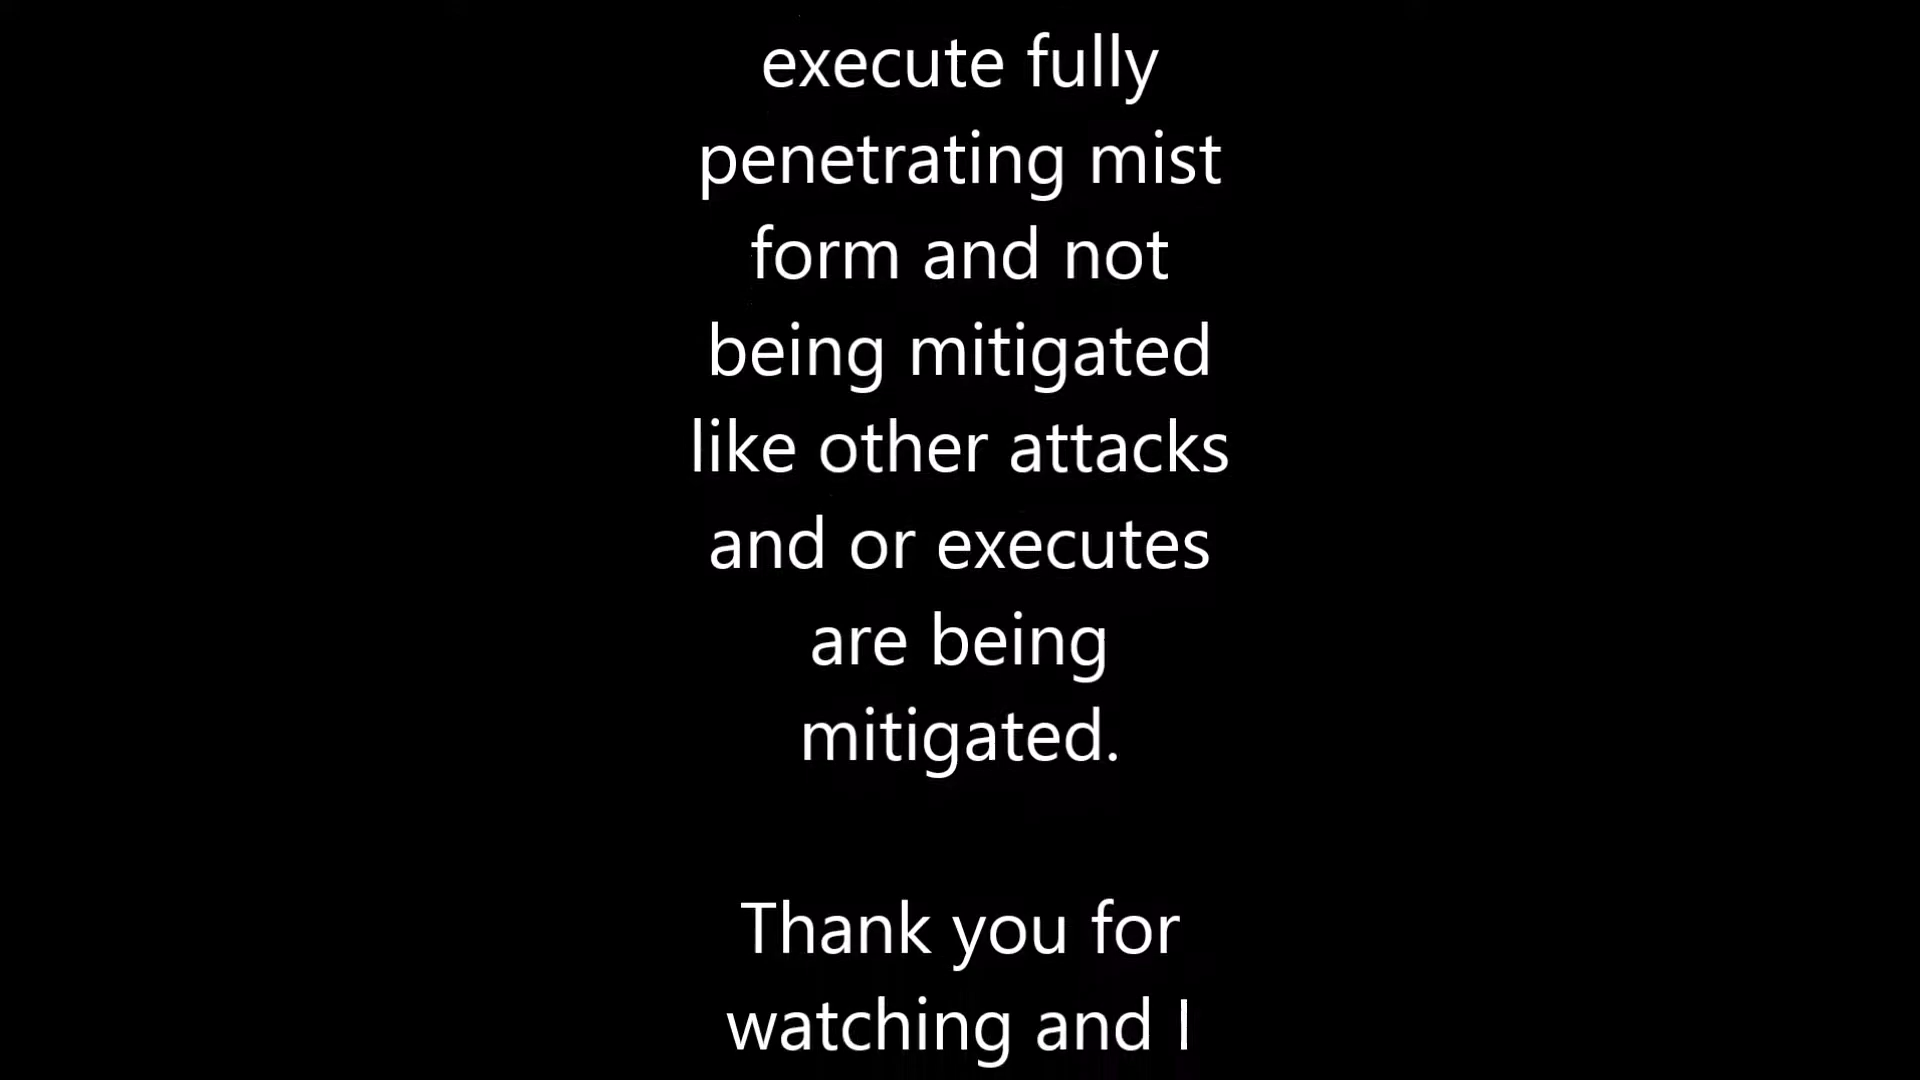 execute fully
penetrating mist
form and not
being mitigated
like other attacks
and or executes
are being
mitigated.
Thank you for
watching and I